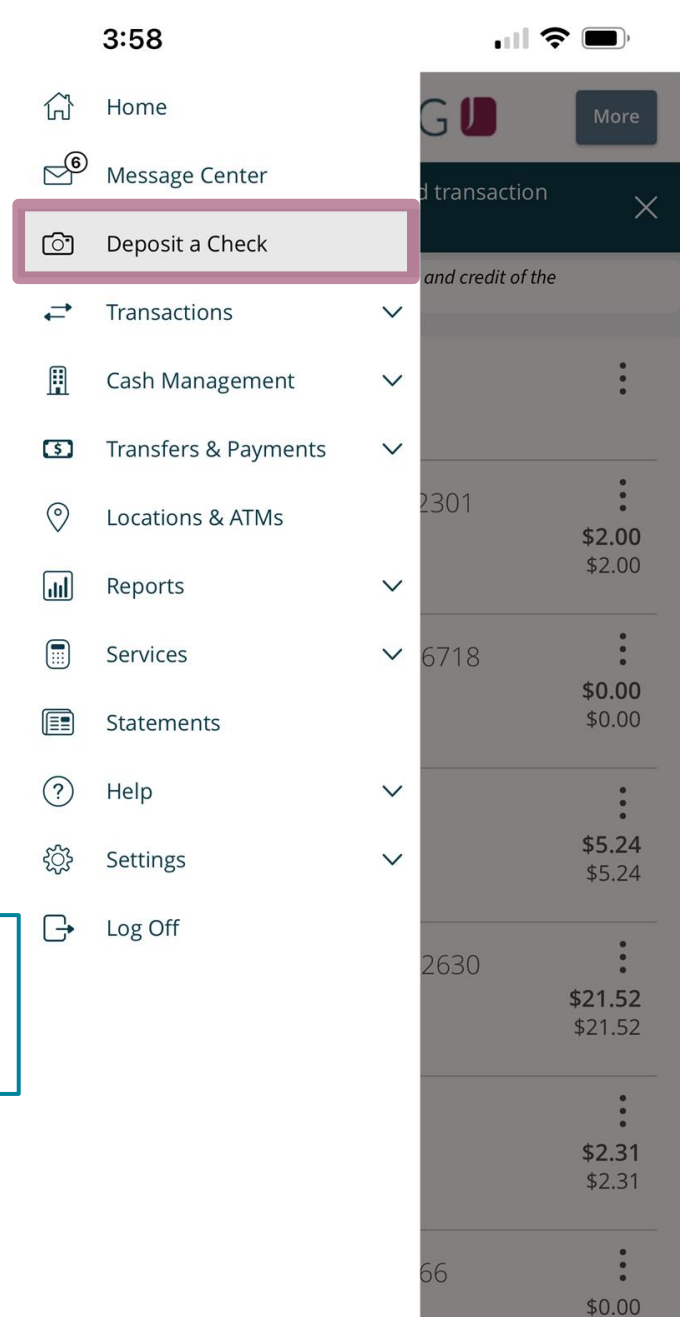 3:58
Home
G J
More
6
Message Center
d transaction
Deposit a Check
and credit of the
Transactions
Cash Management
Transfers & Payments
Locations & ATMs
2301
$2.00
$2.00
Reports
Services
6718
$0.00
$0.00
Statements
Help
Settings
$5.24
$5.24
Log Off
2630
$21.52
$21.52
$2.31
$2.31
66
$0.00